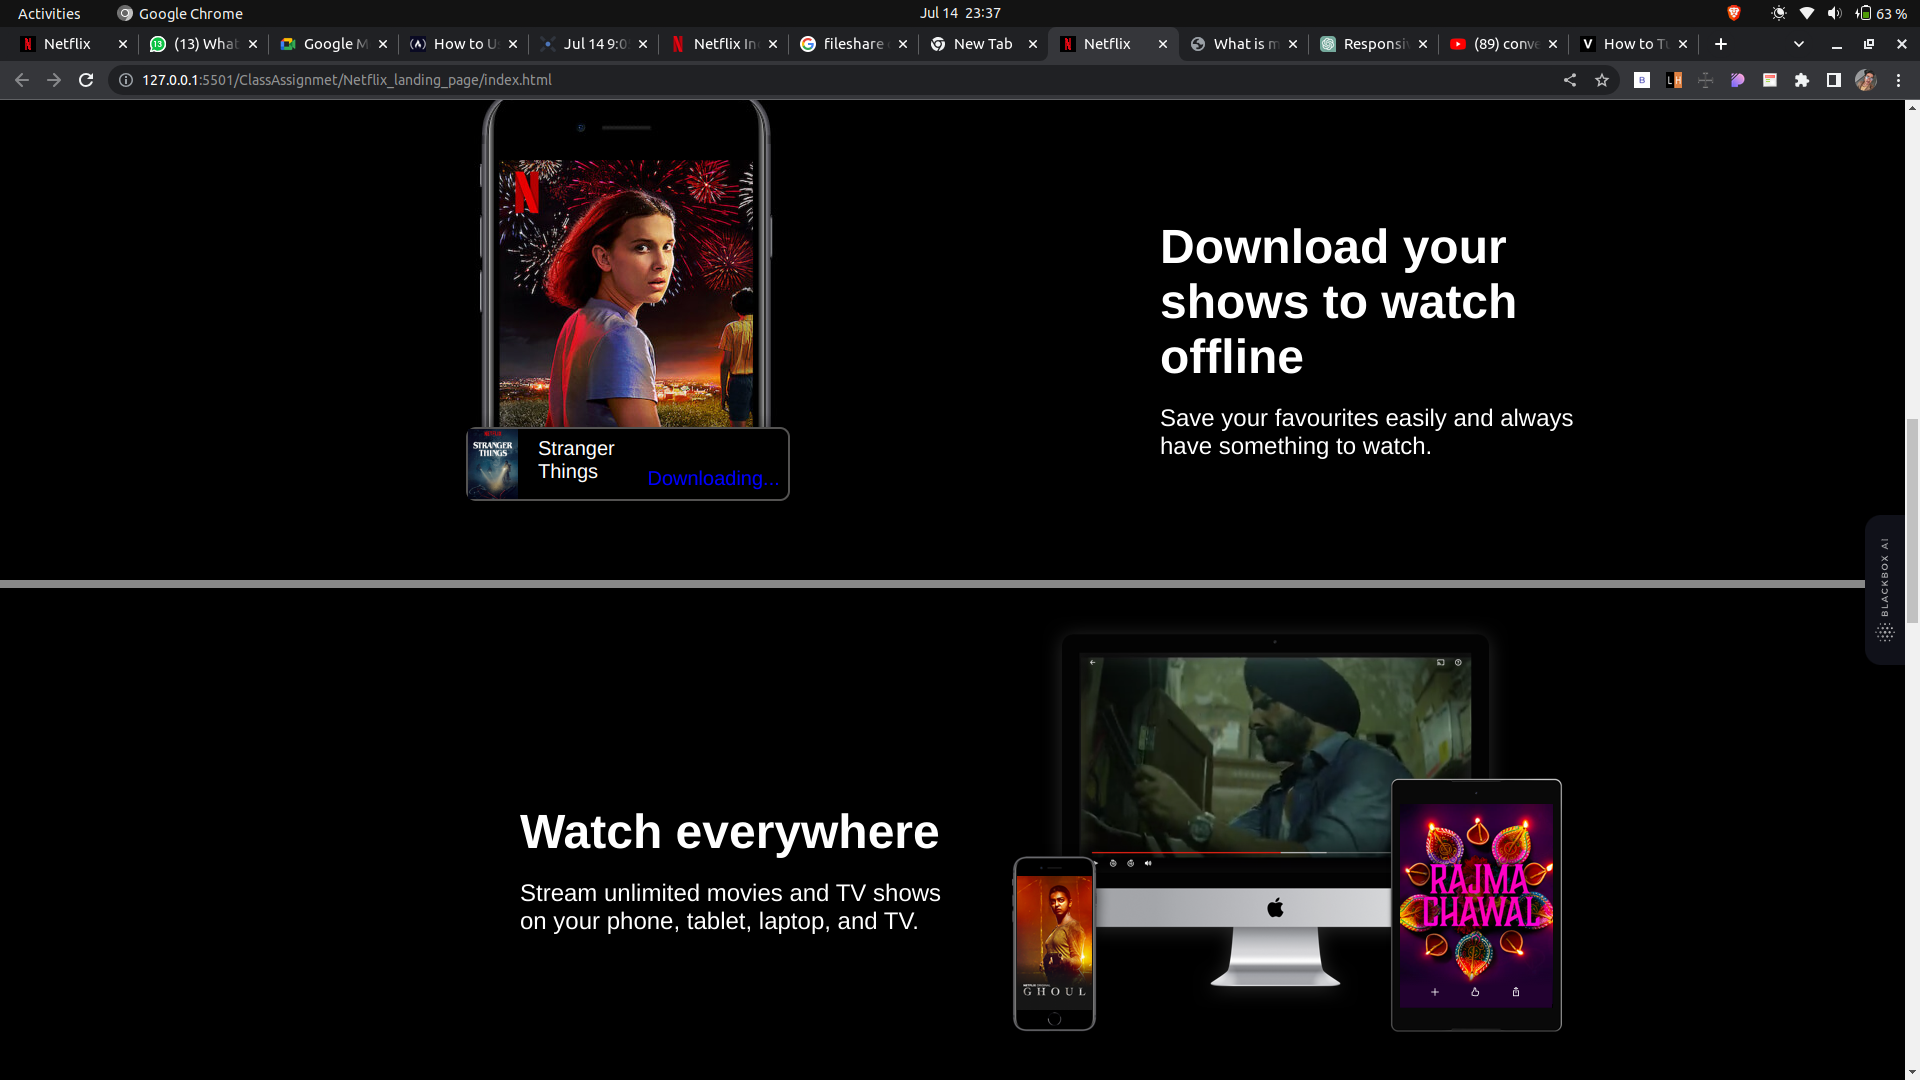 Activities
Google Chrome
Jul 14 23:37
63 %
Netflix
(13) What
Google M
How to U
Jul 14 9:0
Netflix In
fileshare
New Tab
Netflix
What is m
Responsiv
(89) conve
How to Tu
127.0.0.1:5501/ClassAssignmet/Netflix_landing_page/index.html
N
Download your
shows to watch
offline
Save your favourites easily and always
have something to watch.
STRANGER
THINGS
Stranger
Things
Downloading...
BLACKBOX AI
Watch everywhere
Stream unlimited movies and TV shows
on your phone, tablet, laptop, and TV.
RAJMA
CHAWAL
GHOUL